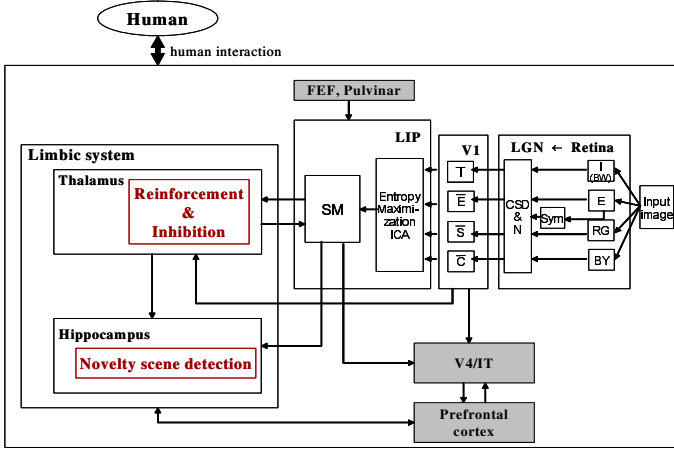 Human
human interaction
FEF, Pulvinar
LIP
V1
LGN ← Retina
Limbic system
Thalamus
Reinforcement
&
Inhibition
SM
Entropy
Maximi-
zation
ICA
T
E̅
S̅
C̅
CSD
&
N
Sym
I
(BW)
E
RG
BY
Input
image
Hippocampus
Novelty scene detection
V4/IT
Prefrontal
cortex